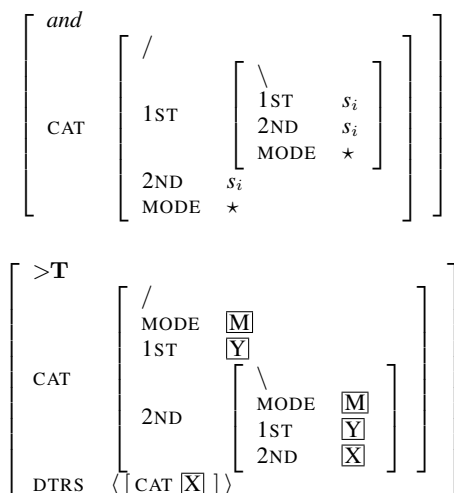 and
/
\
1ST s_i
1ST
2ND s_i
CAT
MODE ⋆
2ND s_i
MODE ⋆
>T
/
MODE M
1ST Y
\
CAT
MODE M
2ND
1ST Y
2ND X
DTRS ⟨[CAT X]⟩